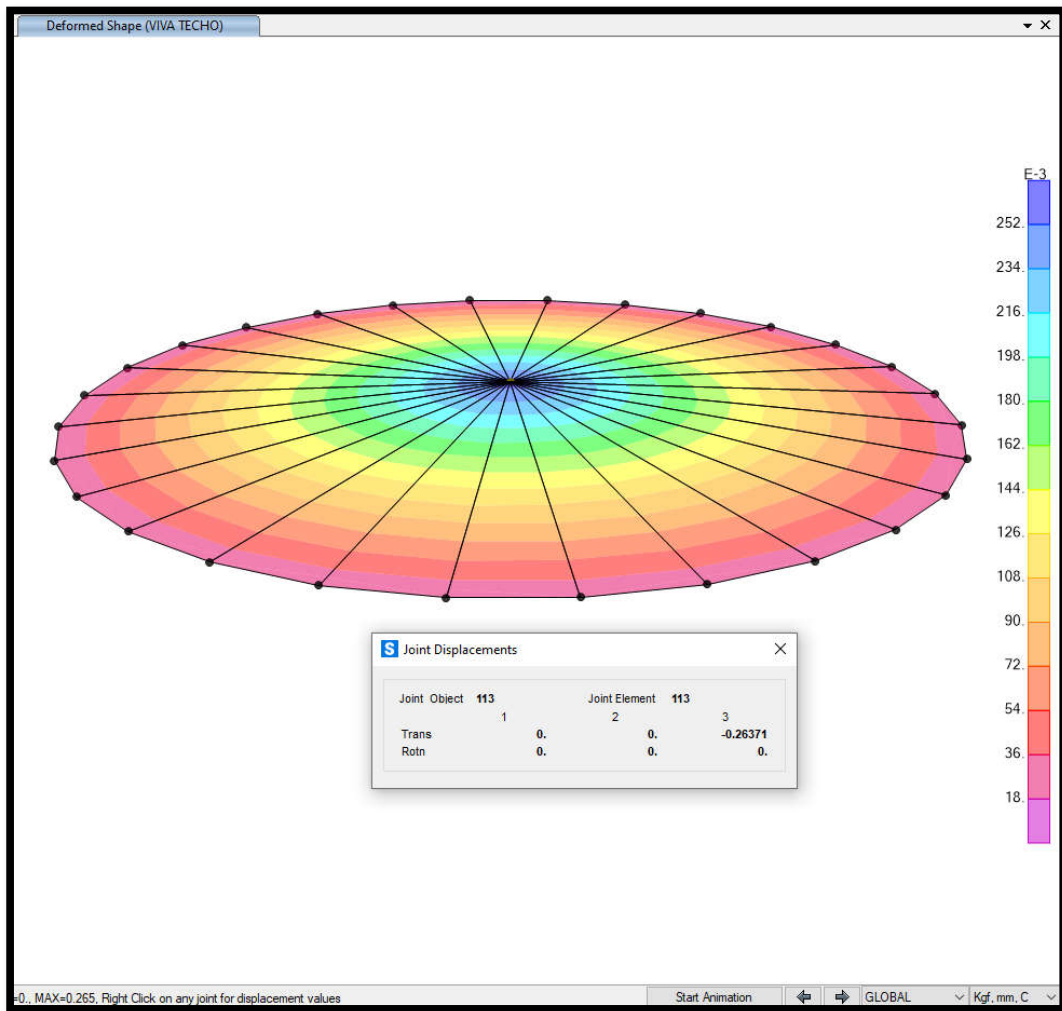 Deformed Shape (VIVA TECHO)
E-3
252.
234.
216.
198.
180.
162.
144.
126.
108.
90.
72.
54.
36.
18.
S Joint Displacements
Joint Object 113 Joint Element 113
1 2 3
Trans 0. 0. -0.26371
Rotn 0. 0. 0.
=0., MAX=0.265, Right Click on any joint for displacement values Start Animation GLOBAL Kgf, mm, C